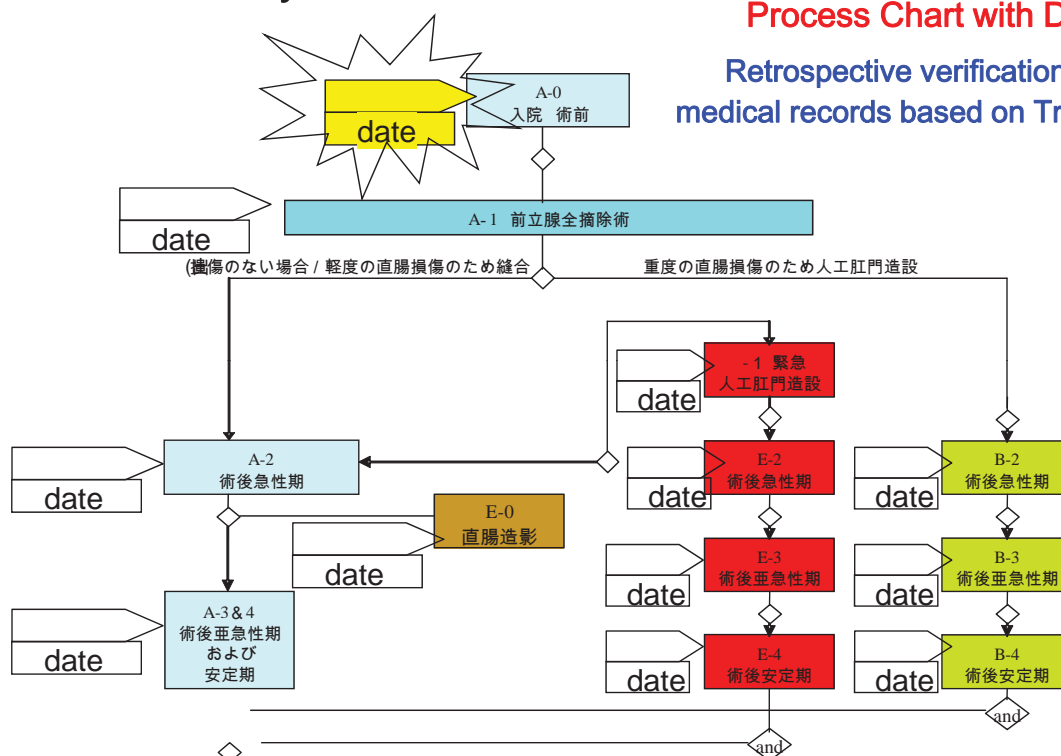 Process Chart with D
Retrospective verification
medical records based on Tr
A-0
入院 術前
date
A-1 前立腺全摘除術
date
損傷のない場合 / 軽度の直腸損傷のため縫合
重度の直腸損傷のため人工肛門造設
-1 緊急
人工肛門造設
date
A-2
術後急性期
date
E-2
術後急性期
date
B-2
術後急性期
date
E-0
直腸造影
date
E-3
術後亜急性期
date
B-3
術後亜急性期
date
A-3&4
術後亜急性期
および
安定期
date
E-4
術後安定期
date
B-4
術後安定期
date
and
and